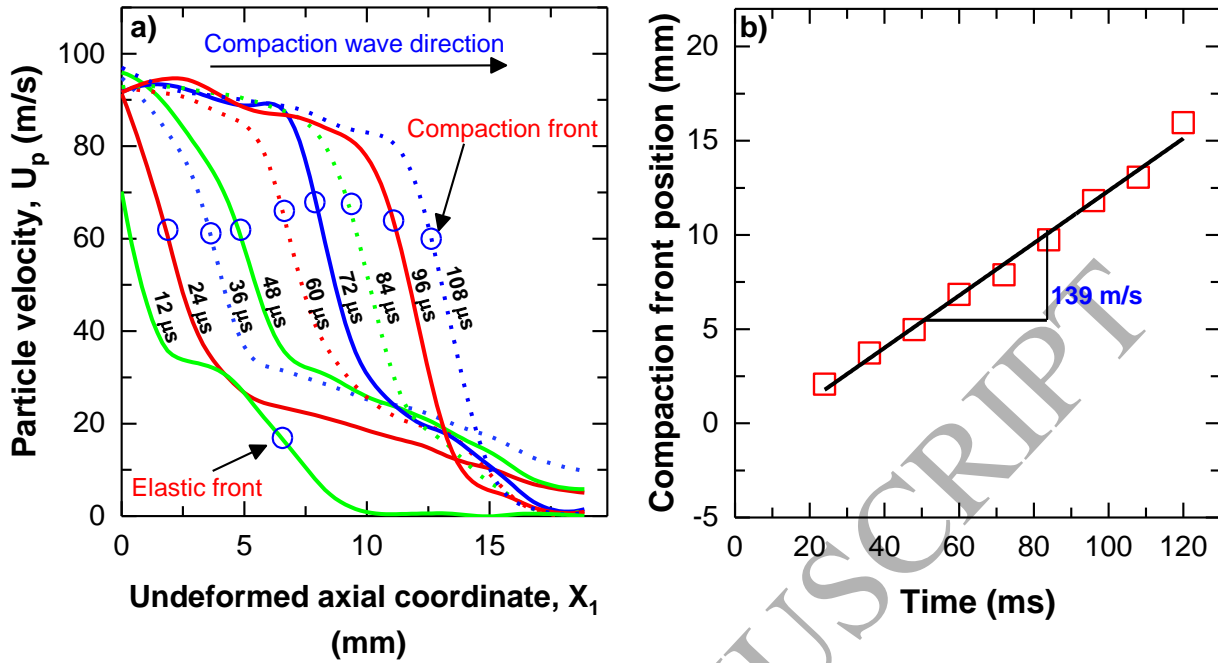 a)
Compaction wave direction
Compaction front
12 µs
24 µs
36 µs
48 µs
60 µs
72 µs
84 µs
96 µs
108 µs
Elastic front
Particle velocity, Up (m/s)
100
80
60
40
20
0
0 5 10 15
Undeformed axial coordinate, X1
(mm)
b)
139 m/s
Compaction front position (mm)
20
15
10
5
0
-5
0 20 40 60 80 100 120
Time (ms)
USCRIPT